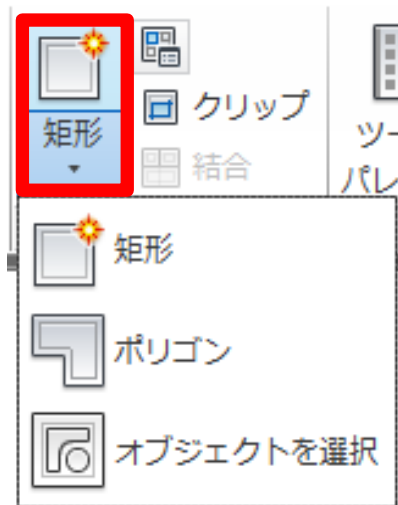 矩形
クリップ
結合
ツー
パレ
矩形
ポリゴン
オブジェクトを選択